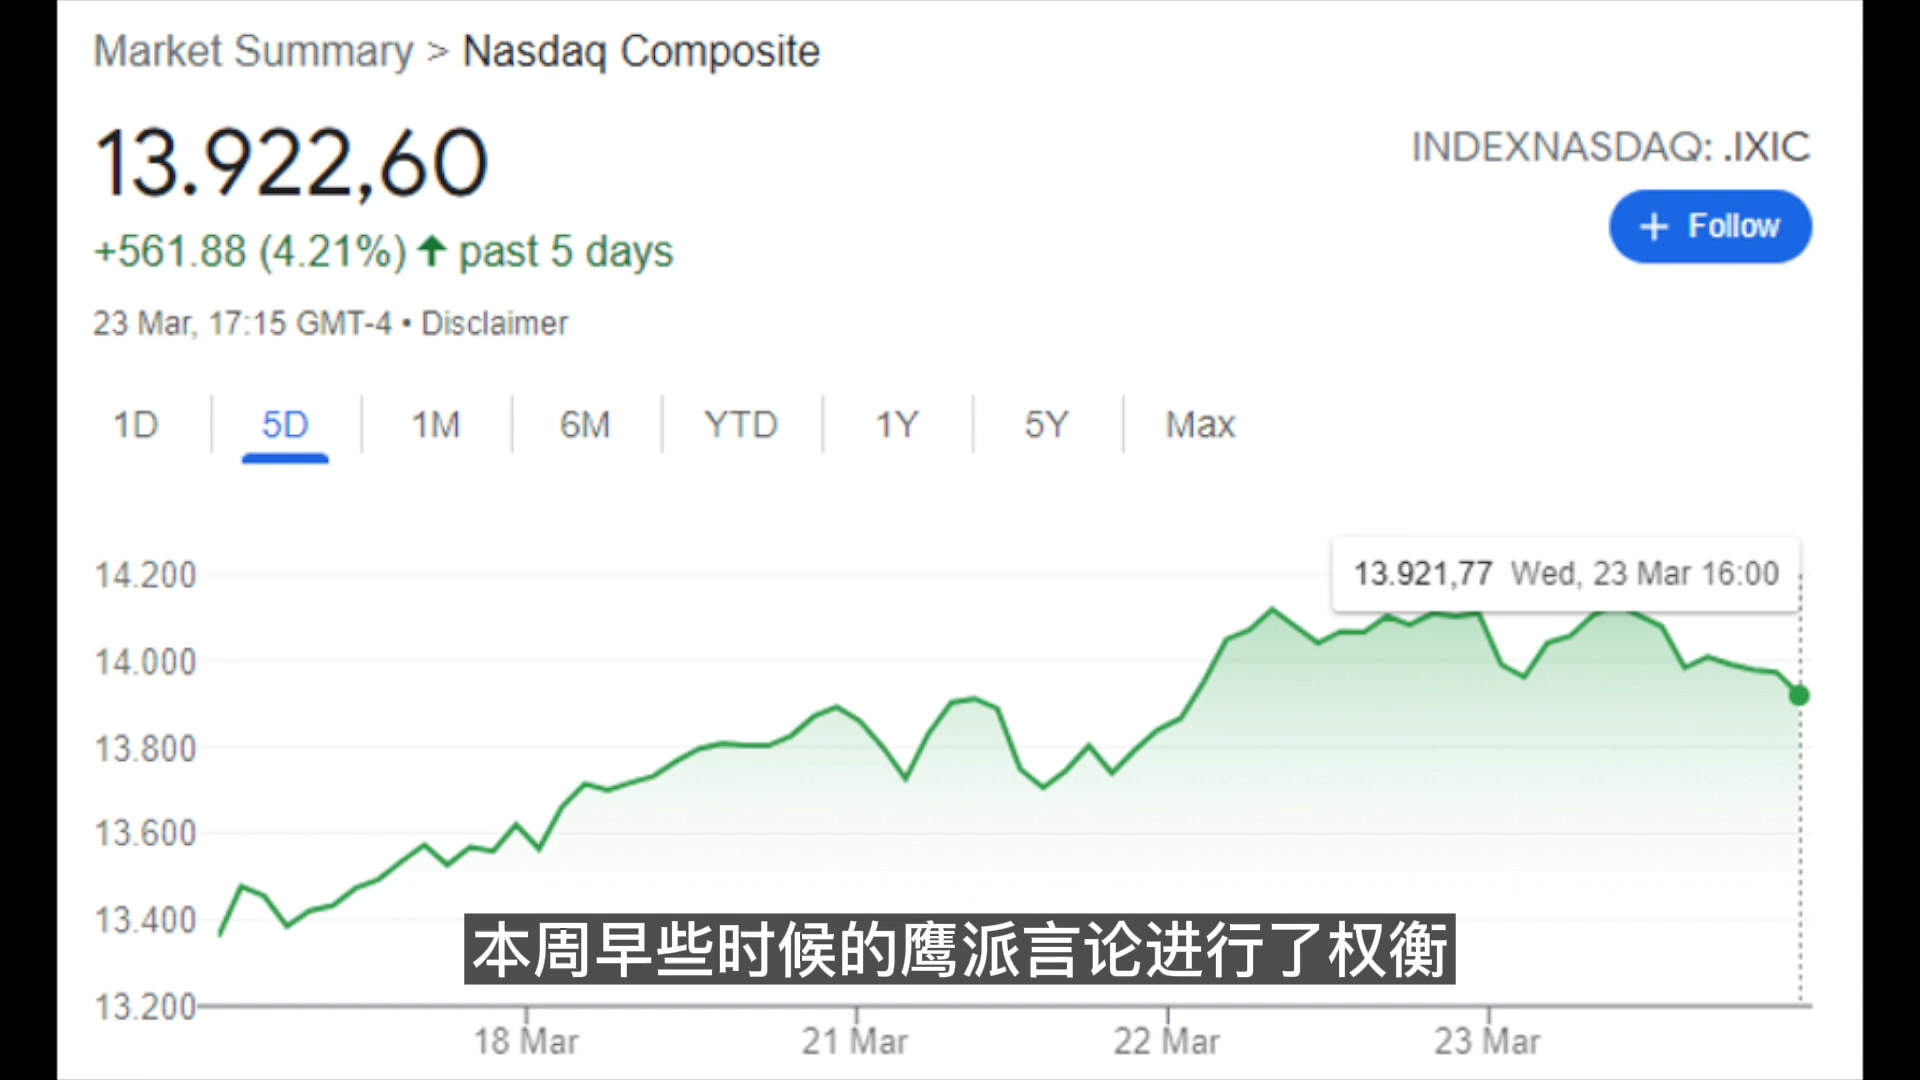 Market Summary > Nasdaq Composite
13.922,60
INDEXNASDAQ: .IXIC
+ Follow
+561.88 (4.21%) ↑ past 5 days
23 Mar, 17:15 GMT-4 • Disclaimer
1D 5D 1M 6M YTD 1Y 5Y Max
13.921,77 Wed, 23 Mar 16:00
14.200
14.000
13.800
13.600
13.400
13.200
本周早些时候的鹰派言论进行了权衡
18 Mar 21 Mar 22 Mar 23 Mar